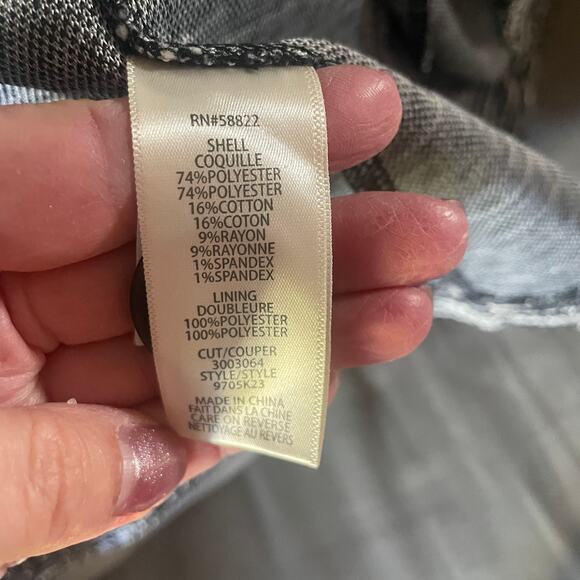 RN#58822
SHELL
COQUILLE
74%POLYESTER
74%POLYESTER
16%COTTON
16%COTON
9%RAYON
9%RAYONNE
1%SPANDEX
1%SPANDEX
LINING
DOUBLEURE
100%POLYESTER
100%POLYESTER
CUT/COUPER
3003064
STYLE/STYLE
9705K23
MADE IN CHINA
FAIT DANS LA CHINE
CARE ON REVERSE
NETTOYAGE AU REVERS